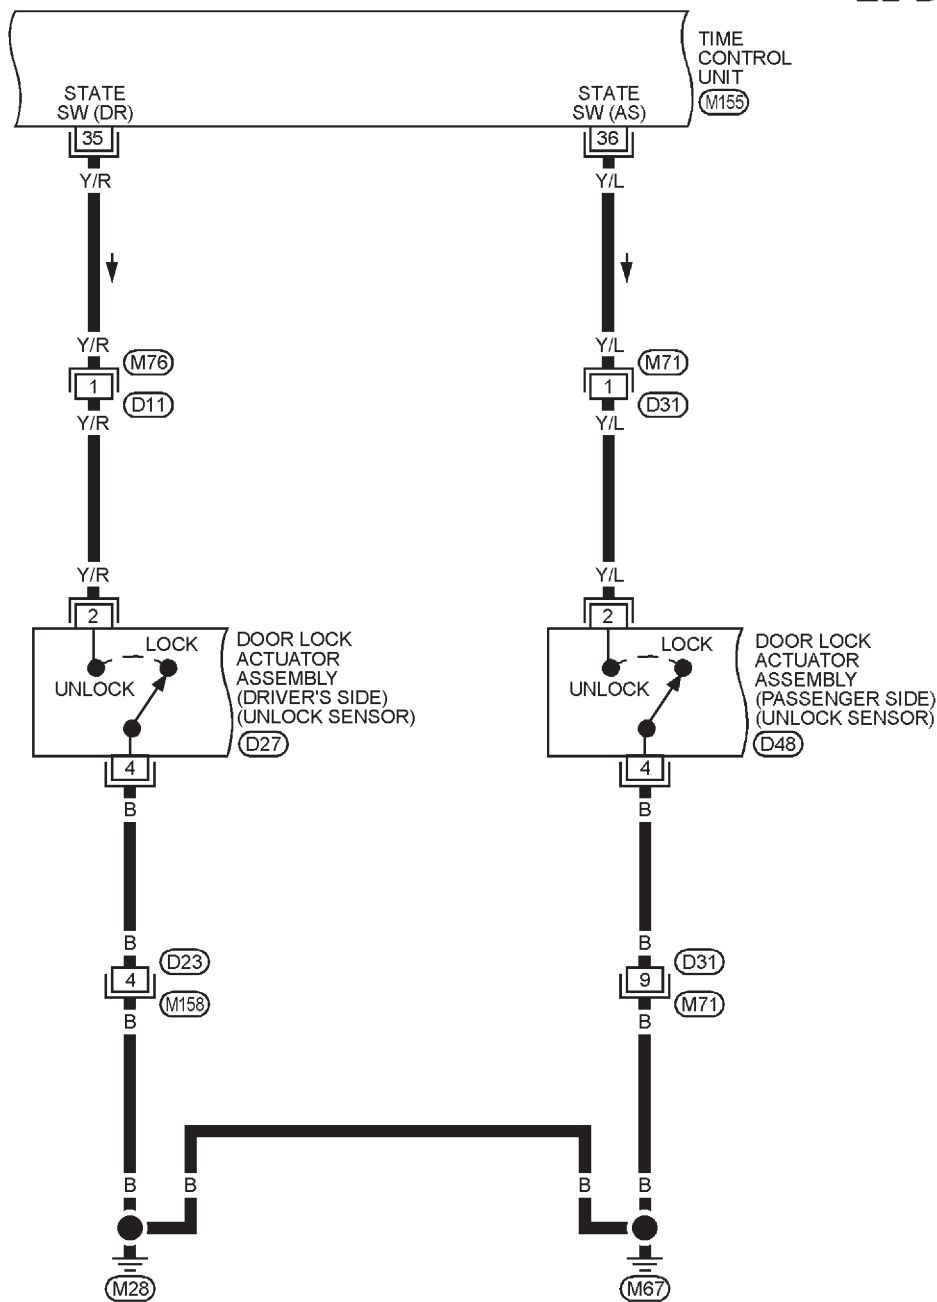 TIME
CONTROL
UNIT
M155
STATE
SW (DR)
STATE
SW (AS)
35
36
Y/R
Y/L
Y/R
Y/L
M76
M71
1
1
D11
D31
Y/R
Y/L
Y/R
Y/L
2
2
LOCK
UNLOCK
DOOR LOCK
ACTUATOR
ASSEMBLY
(DRIVER'S SIDE)
(UNLOCK SENSOR)
D27
LOCK
UNLOCK
DOOR LOCK
ACTUATOR
ASSEMBLY
(PASSENGER SIDE)
(UNLOCK SENSOR)
D48
4
4
B
B
B
B
D23
D31
4
9
M158
M71
B
B
B
B
B
B
M28
M67